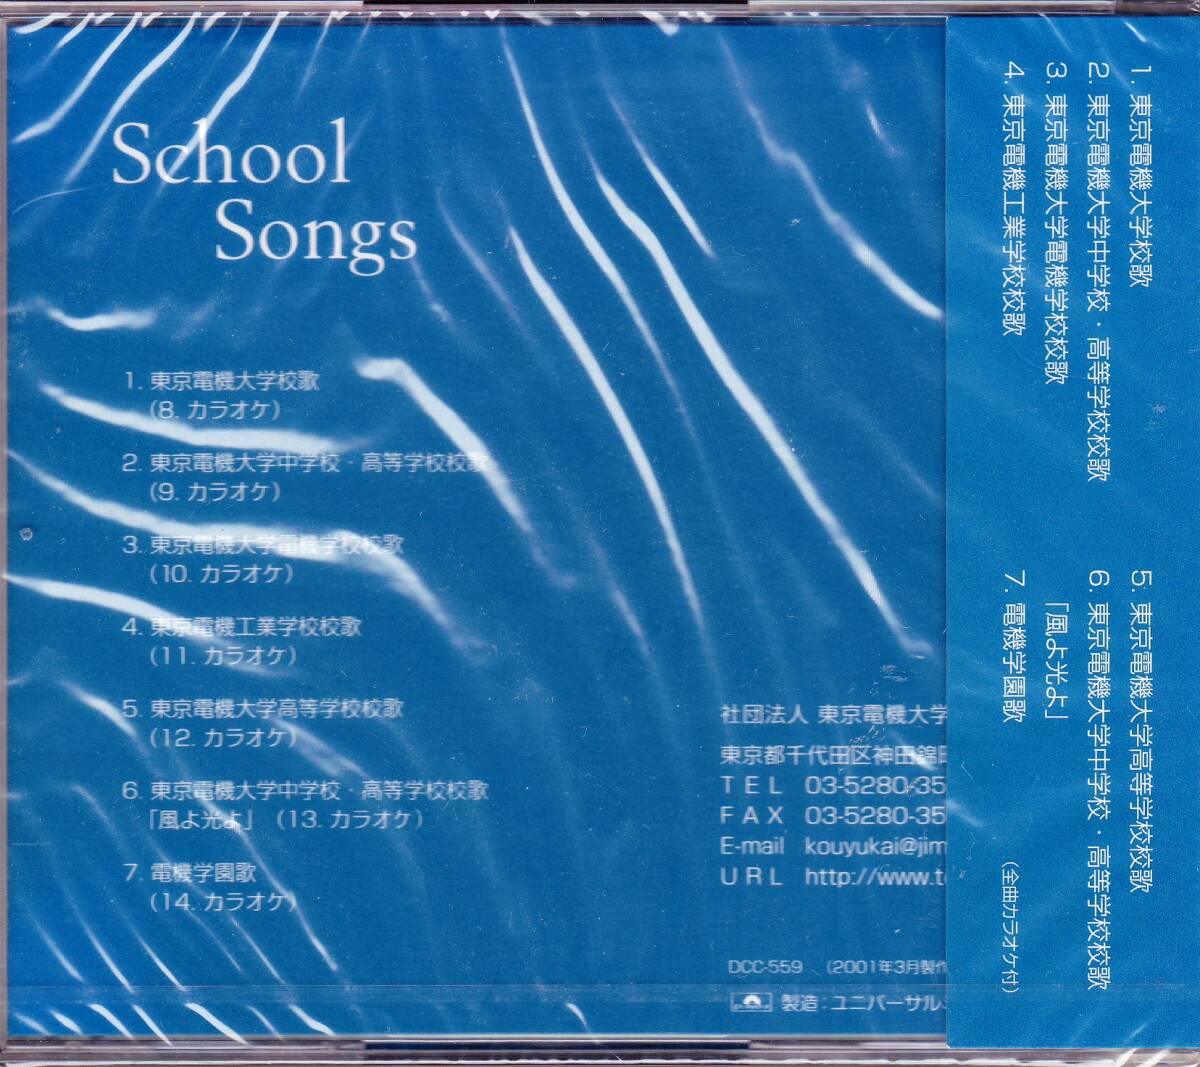 School
Songs
1. 東京電機大学校歌
(8. カラオケ)
2. 東京電機大学中学校・高等学校校歌
(9. カラオケ)
3. 東京電機大学電機学校校歌
(10. カラオケ)
4. 東京電機工業学校校歌
(11. カラオケ)
5. 東京電機大学高等学校校歌
(12. カラオケ)
6. 東京電機大学中学校・高等学校校歌
「風よ光よ」 (13. カラオケ)
7. 電機学園歌
(14. カラオケ)
社団法人 東京電機大学
東京都千代田区神田錦町
TEL 03-5280-35
FAX 03-5280-35
E-mail kouyukai@jim
URL http://www.t
DCC-559 (2001年3月製作
製造：ユニバーサル
1. 東京電機大学校歌
2. 東京電機大学中学校・高等学校校歌
3. 東京電機大学電機学校校歌
4. 東京電機工業学校校歌
5. 東京電機大学高等学校校歌
6. 東京電機大学中学校・高等学校校歌
「風よ光よ」
7. 電機学園歌
(全曲カラオケ付)